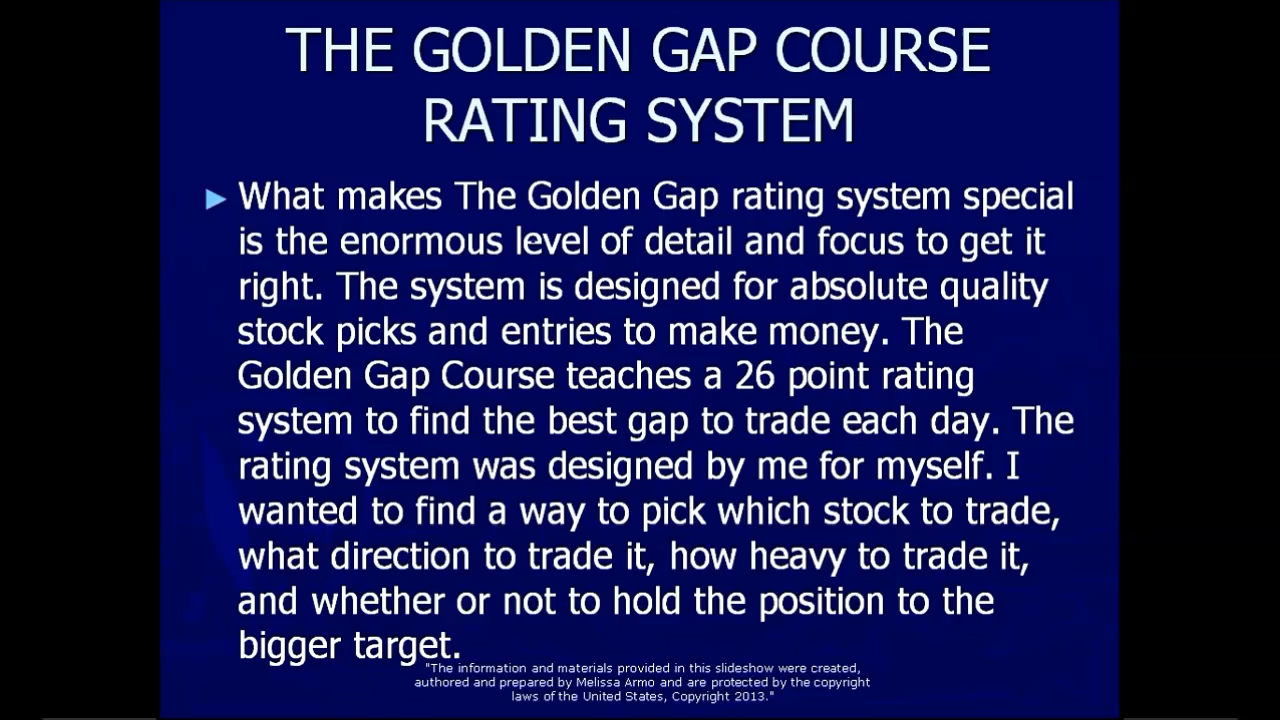 THE GOLDEN GAP COURSE
RATING SYSTEM
► What makes The Golden Gap rating system special
is the enormous level of detail and focus to get it
right. The system is designed for absolute quality
stock picks and entries to make money. The
Golden Gap Course teaches a 26 point rating
system to find the best gap to trade each day. The
rating system was designed by me for myself. I
wanted to find a way to pick which stock to trade,
what direction to trade it, how heavy to trade it,
and whether or not to hold the position to the
bigger target.
"The information and materials provided in this slideshow were created,
authored and prepared by Melissa Armo and are protected by the copyright
laws of the United States, Copyright 2013."